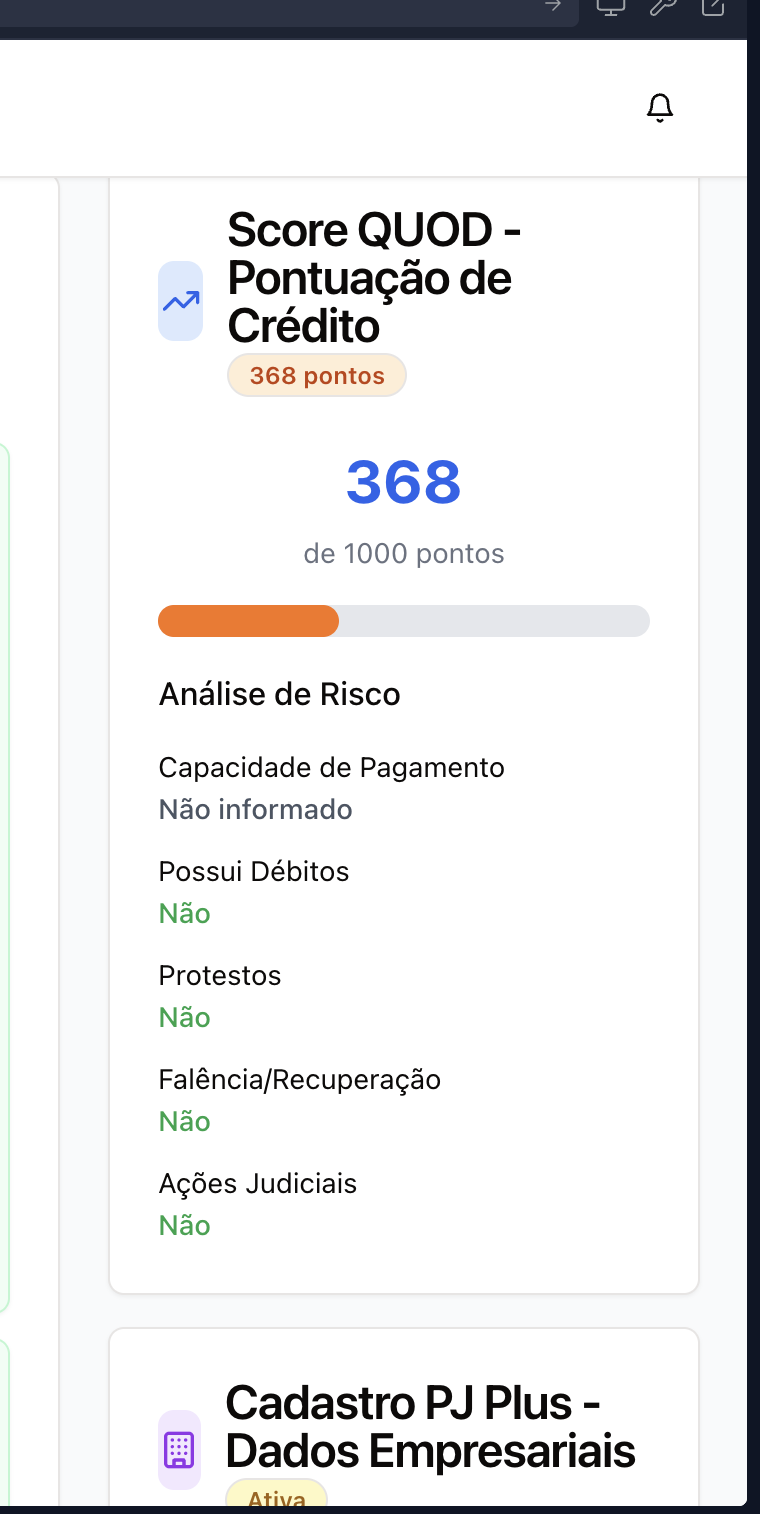 Score QUOD -
Pontuação de
Crédito
368 pontos
368
de 1000 pontos
Análise de Risco
Capacidade de Pagamento
Não informado
Possui Débitos
Não
Protestos
Não
Falência/Recuperação
Não
Ações Judiciais
Não
Cadastro PJ Plus -
Dados Empresariais
Ativa